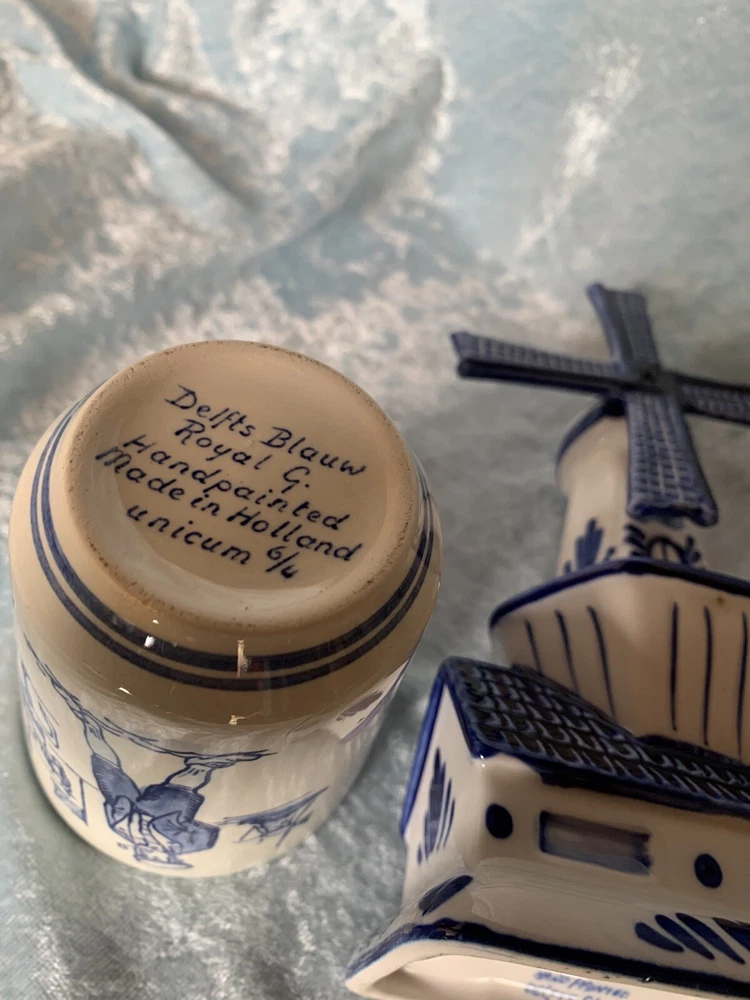 Delfts Blauw
Royal G.
Handpainted
Made in Holland
unicum 6/4